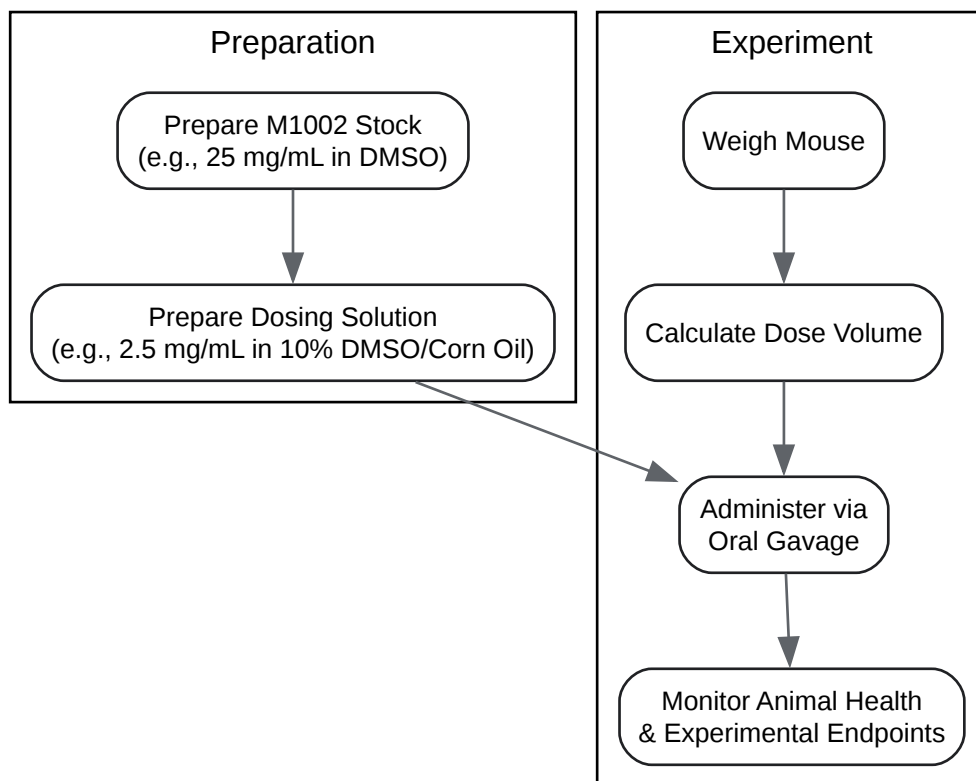 Preparation
Prepare M1002 Stock
(e.g., 25 mg/mL in DMSO)
Prepare Dosing Solution
(e.g., 2.5 mg/mL in 10% DMSO/Corn Oil)
Experiment
Weigh Mouse
Calculate Dose Volume
Administer via
Oral Gavage
Monitor Animal Health
& Experimental Endpoints